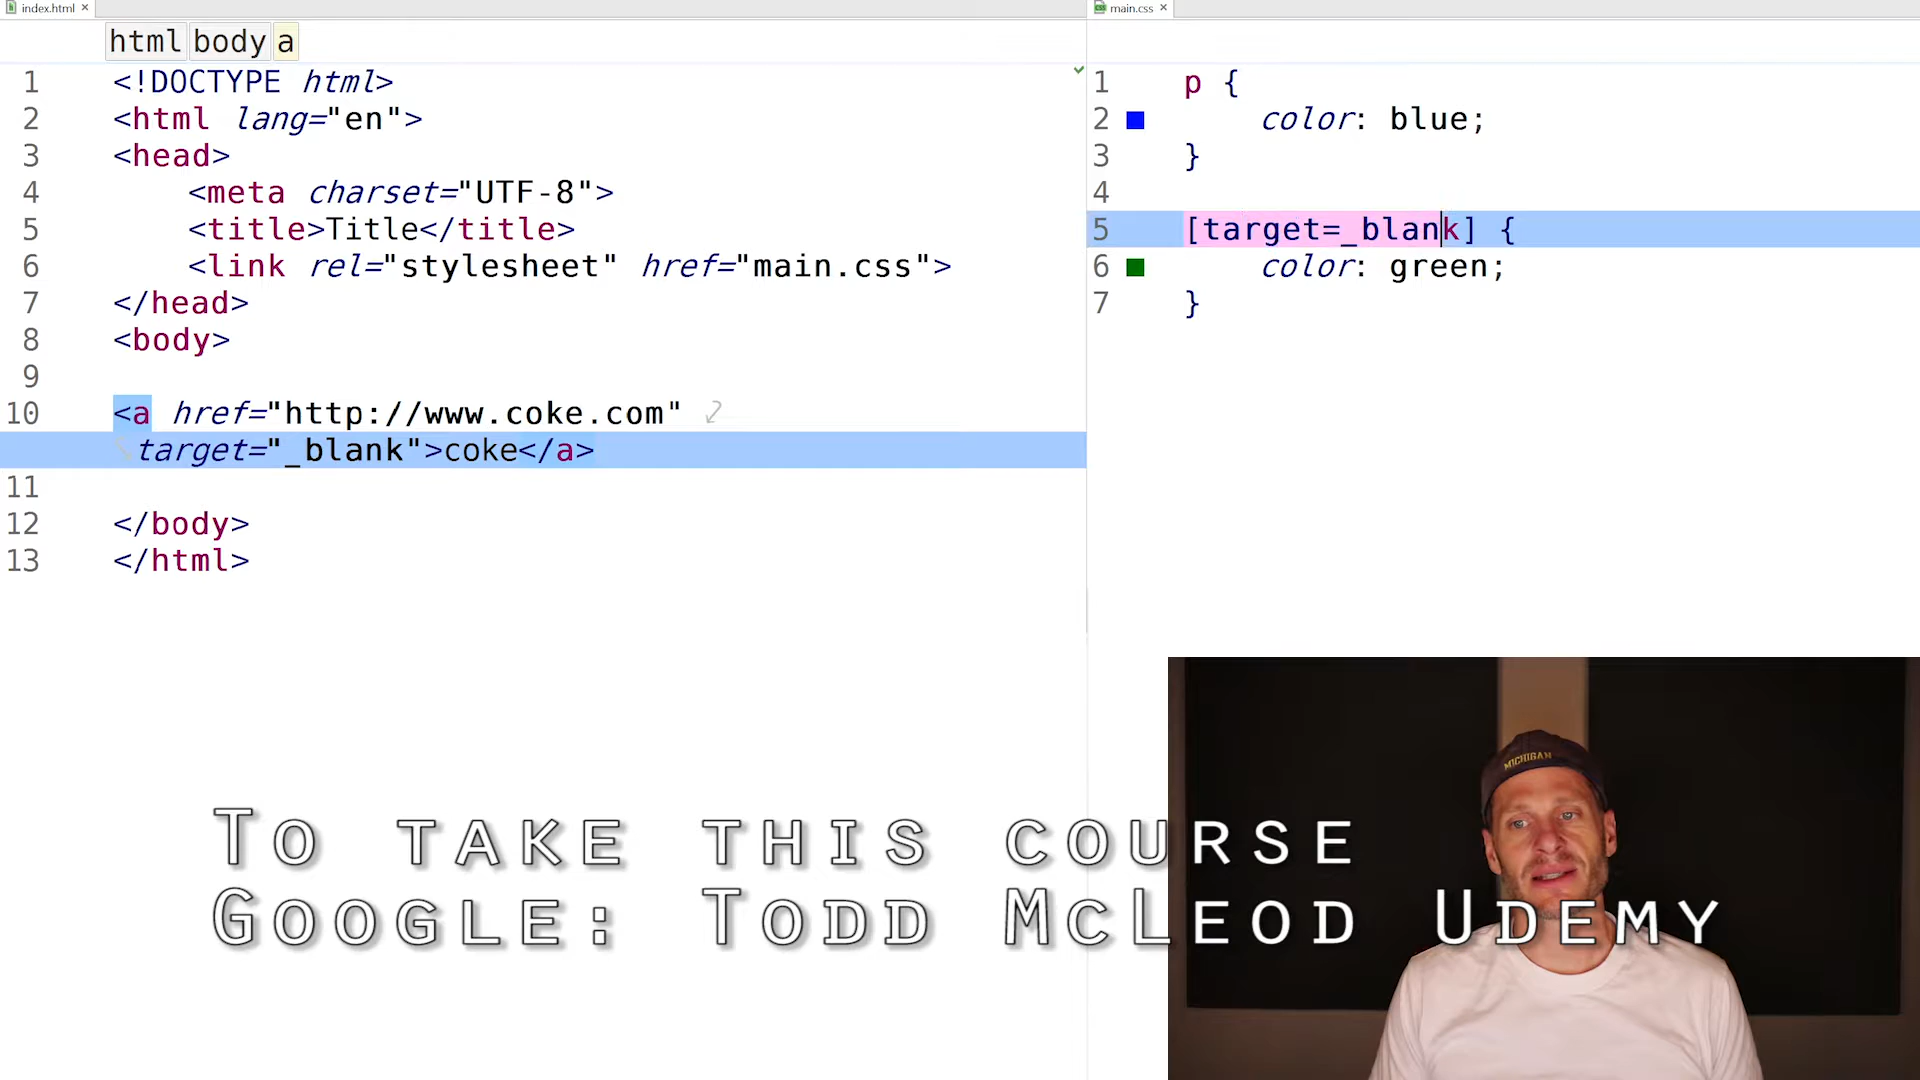 index.html
main.css
html body a
1 <!DOCTYPE html>
2 <html lang="en">
3 <head>
4 <meta charset="UTF-8">
5 <title>Title</title>
6 <link rel="stylesheet" href="main.css">
7 </head>
8 <body>
9
10 <a href="http://www.coke.com"
target="_blank">coke</a>
11
12 </body>
13 </html>
1 p {
2 color: blue;
3 }
4
5 [target=_blank] {
6 color: green;
7 }
MICHIGAN
To take this course
Google: Todd McLeod Udemy